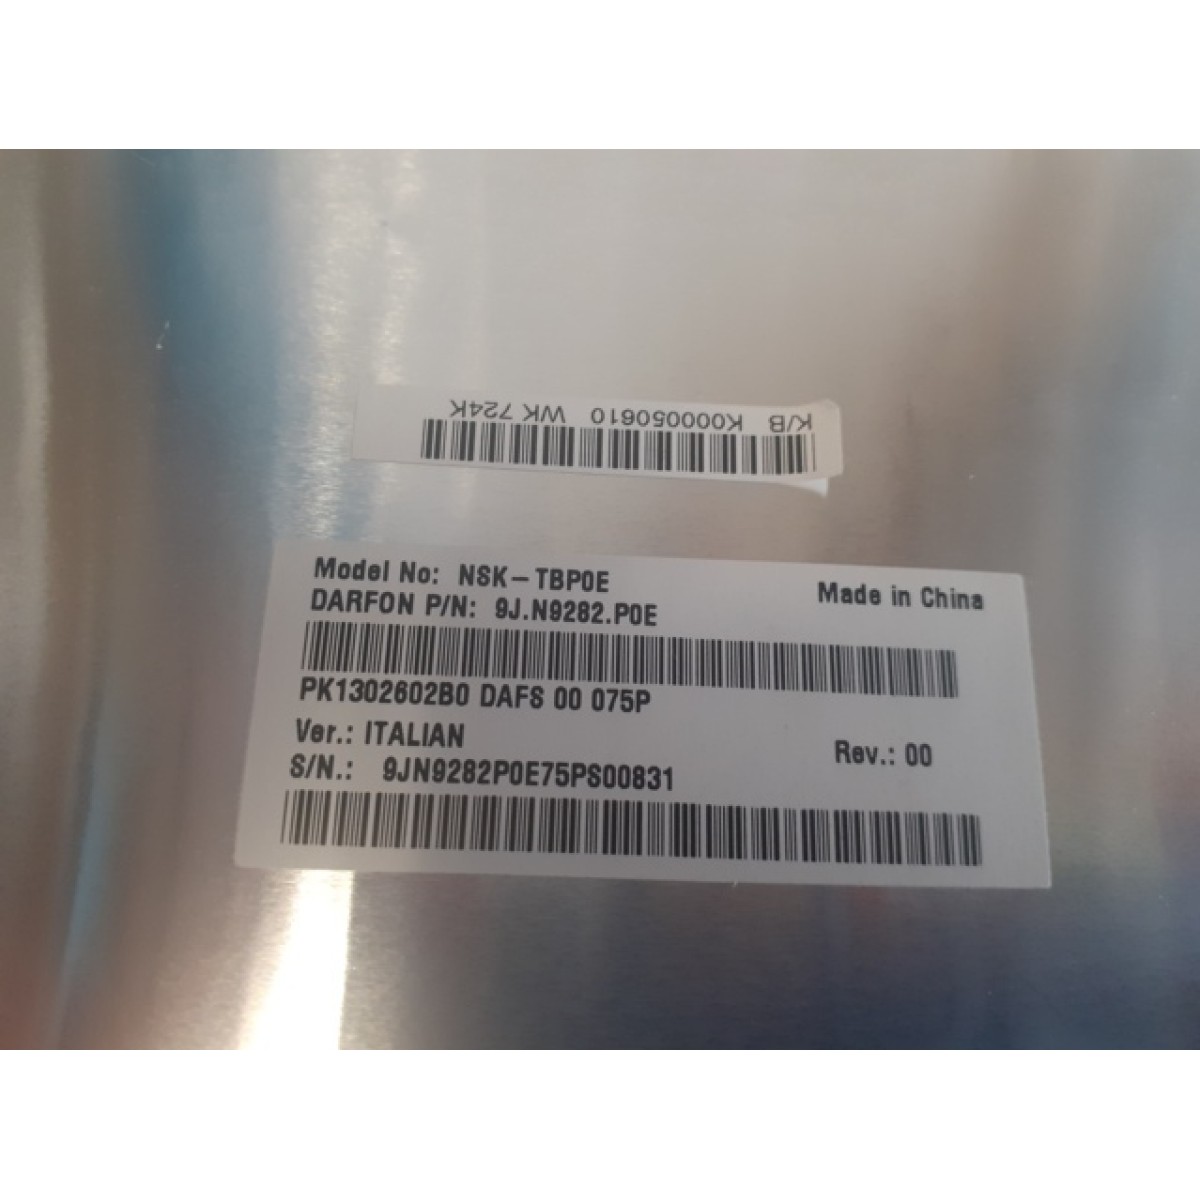 K/B K000050610 WK 724K
Model No: NSK-TBP0E
Made in China
DARFON P/N: 9J.N9282.P0E
PK1302602B0 DAFS 00 075P
Ver.: ITALIAN
Rev.: 00
S/N.: 9JN9282P0E75PS00831